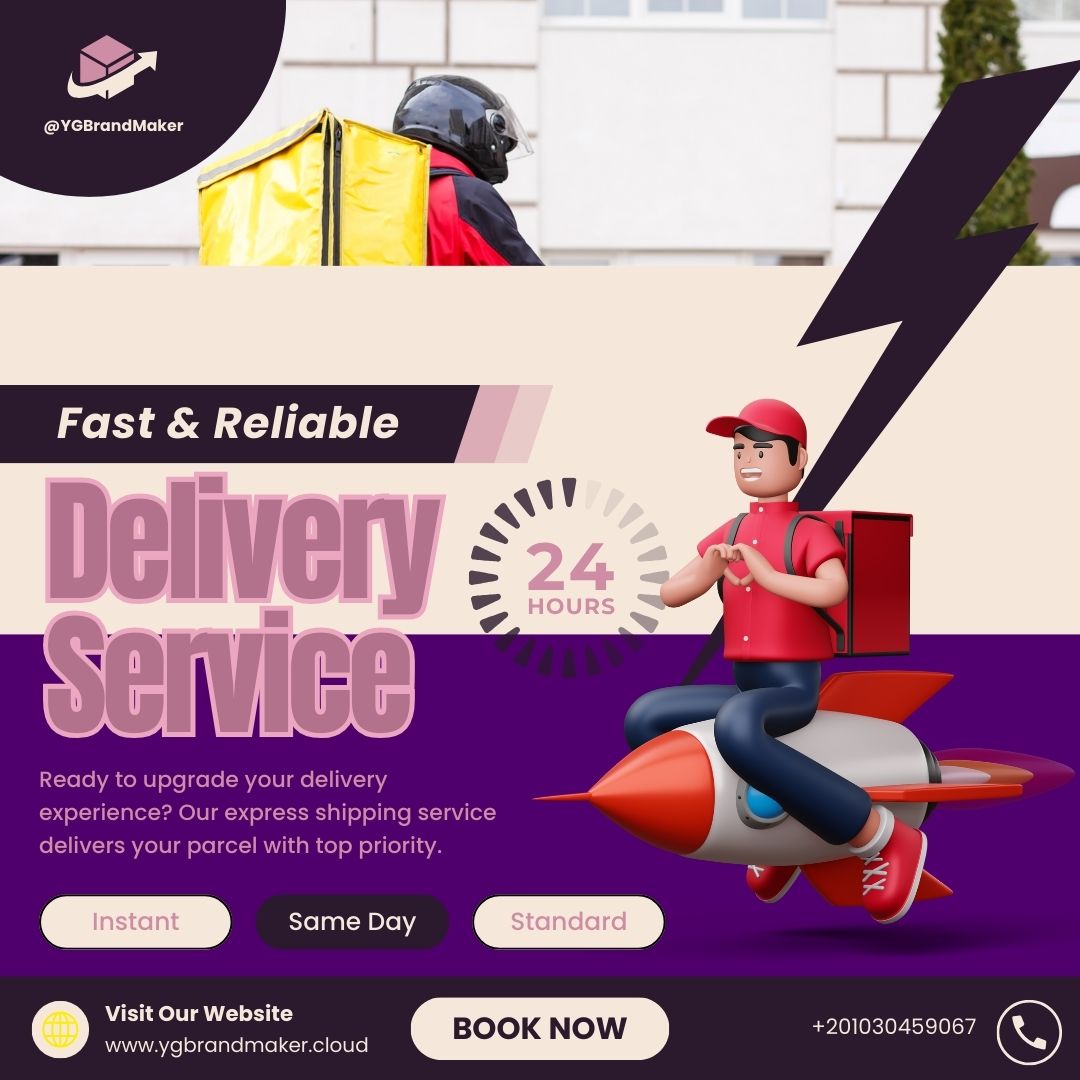 @YGBrandMaker
Fast & Reliable
Delivery
Service
24
HOURS
Ready to upgrade your delivery
experience? Our express shipping service
delivers your parcel with top priority.
Instant
Same Day
Standard
Visit Our Website
www.ygbrandmaker.cloud
BOOK NOW
+201030459067